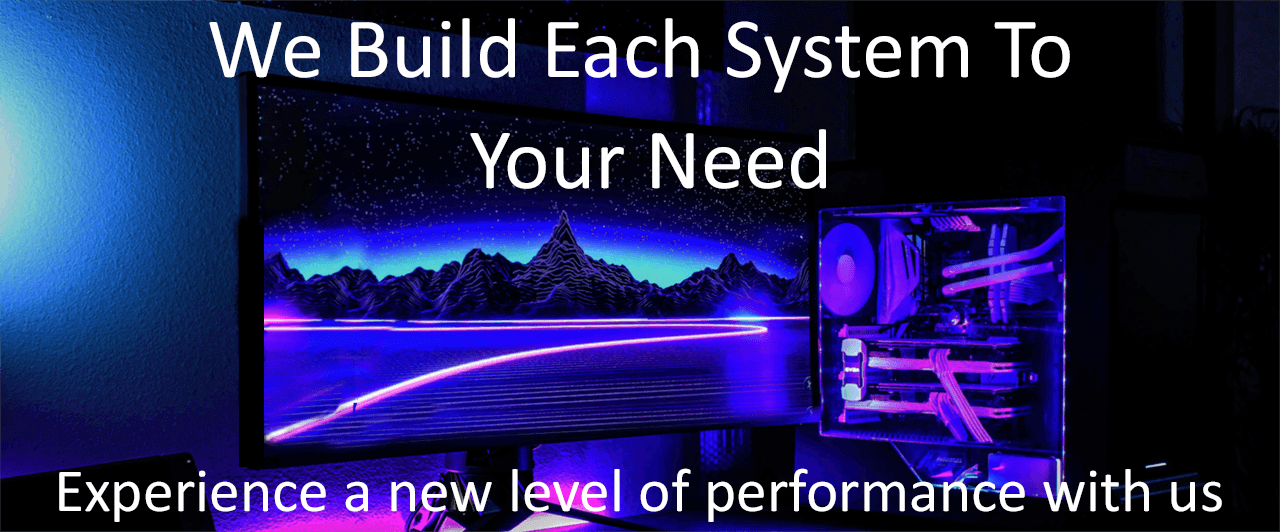 We Build Each System To
Your Need
Experience a new level of performance with us